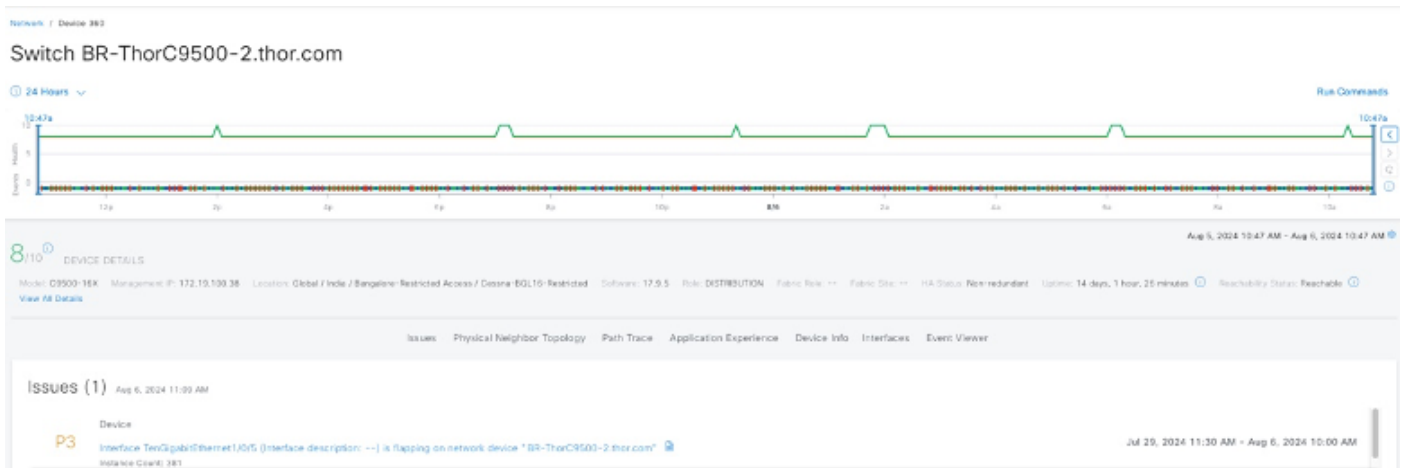 Network / Device 360
Switch BR-ThorC9500-2.thor.com
24 Hours
Run Commands
10:47a
10:47a
10
Health
5
Events
0
12p 2p 4p 6p 8p 10p 8/6 2a 4a 6a 8a 10a
Aug 5, 2024 10:47 AM - Aug 6, 2024 10:47 AM
8/10 DEVICE DETAILS
Model: C9500-16X Management IP: 172.19.100.38 Location: Global / India / Bangalore-Restricted Access / Cessna-BGL16-Restricted Software: 17.9.5 Role: DISTRIBUTION Fabric Role: -- Fabric Site: -- HA Status: Non-redundant Uptime: 14 days, 1 hour, 25 minutes Reachability Status: Reachable
View All Details
Issues Physical Neighbor Topology Path Trace Application Experience Device Info Interfaces Event Viewer
Issues (1) Aug 6, 2024 11:09 AM
Device
P3 Interface TenGigabitEthernet1/0/5 (Interface description: --) is flapping on network device "BR-ThorC9500-2.thor.com" Jul 29, 2024 11:30 AM - Aug 6, 2024 10:00 AM
Instance Count: 381